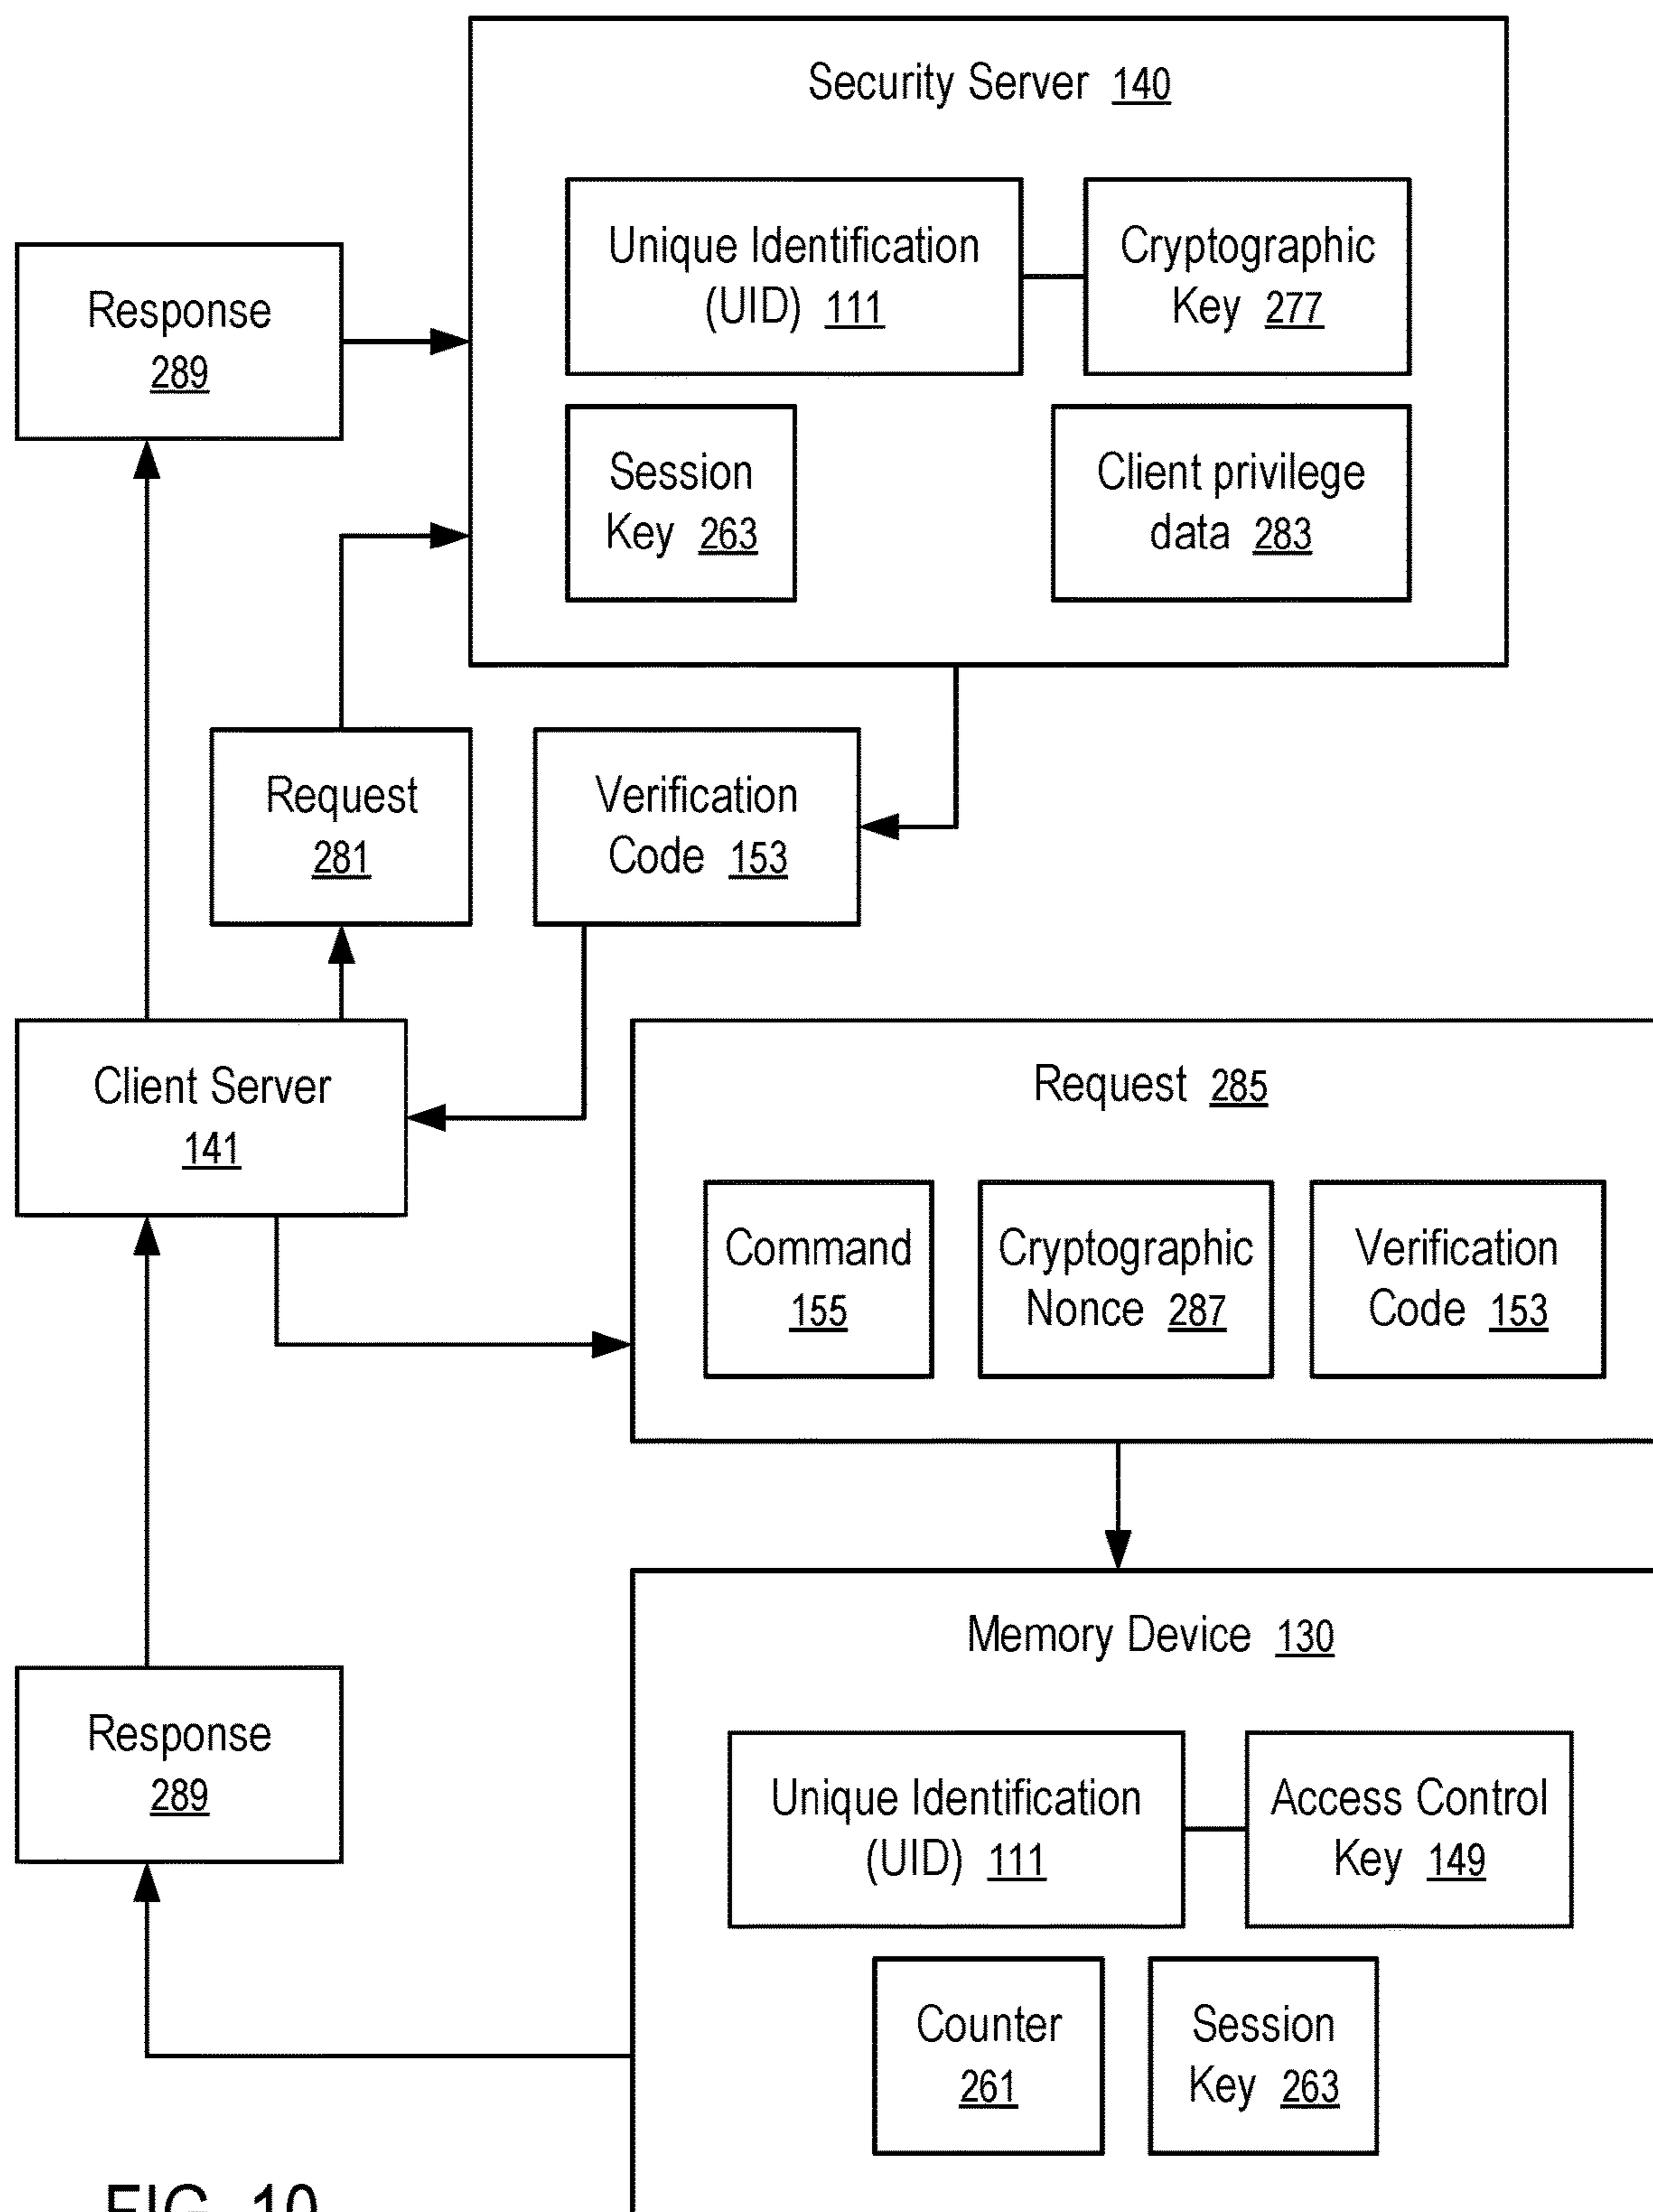 Security Server 140
Unique Identification
(UID) 111
Cryptographic
Key 277
Response
289
Session
Key 263
Client privilege
data 283
Request
281
Verification
Code 153
Client Server
141
Request 285
Command
155
Cryptographic
Nonce 287
Verification
Code 153
Memory Device 130
Response
289
Unique Identification
(UID) 111
Access Control
Key 149
Counter
261
Session
Key 263
FIG. 10